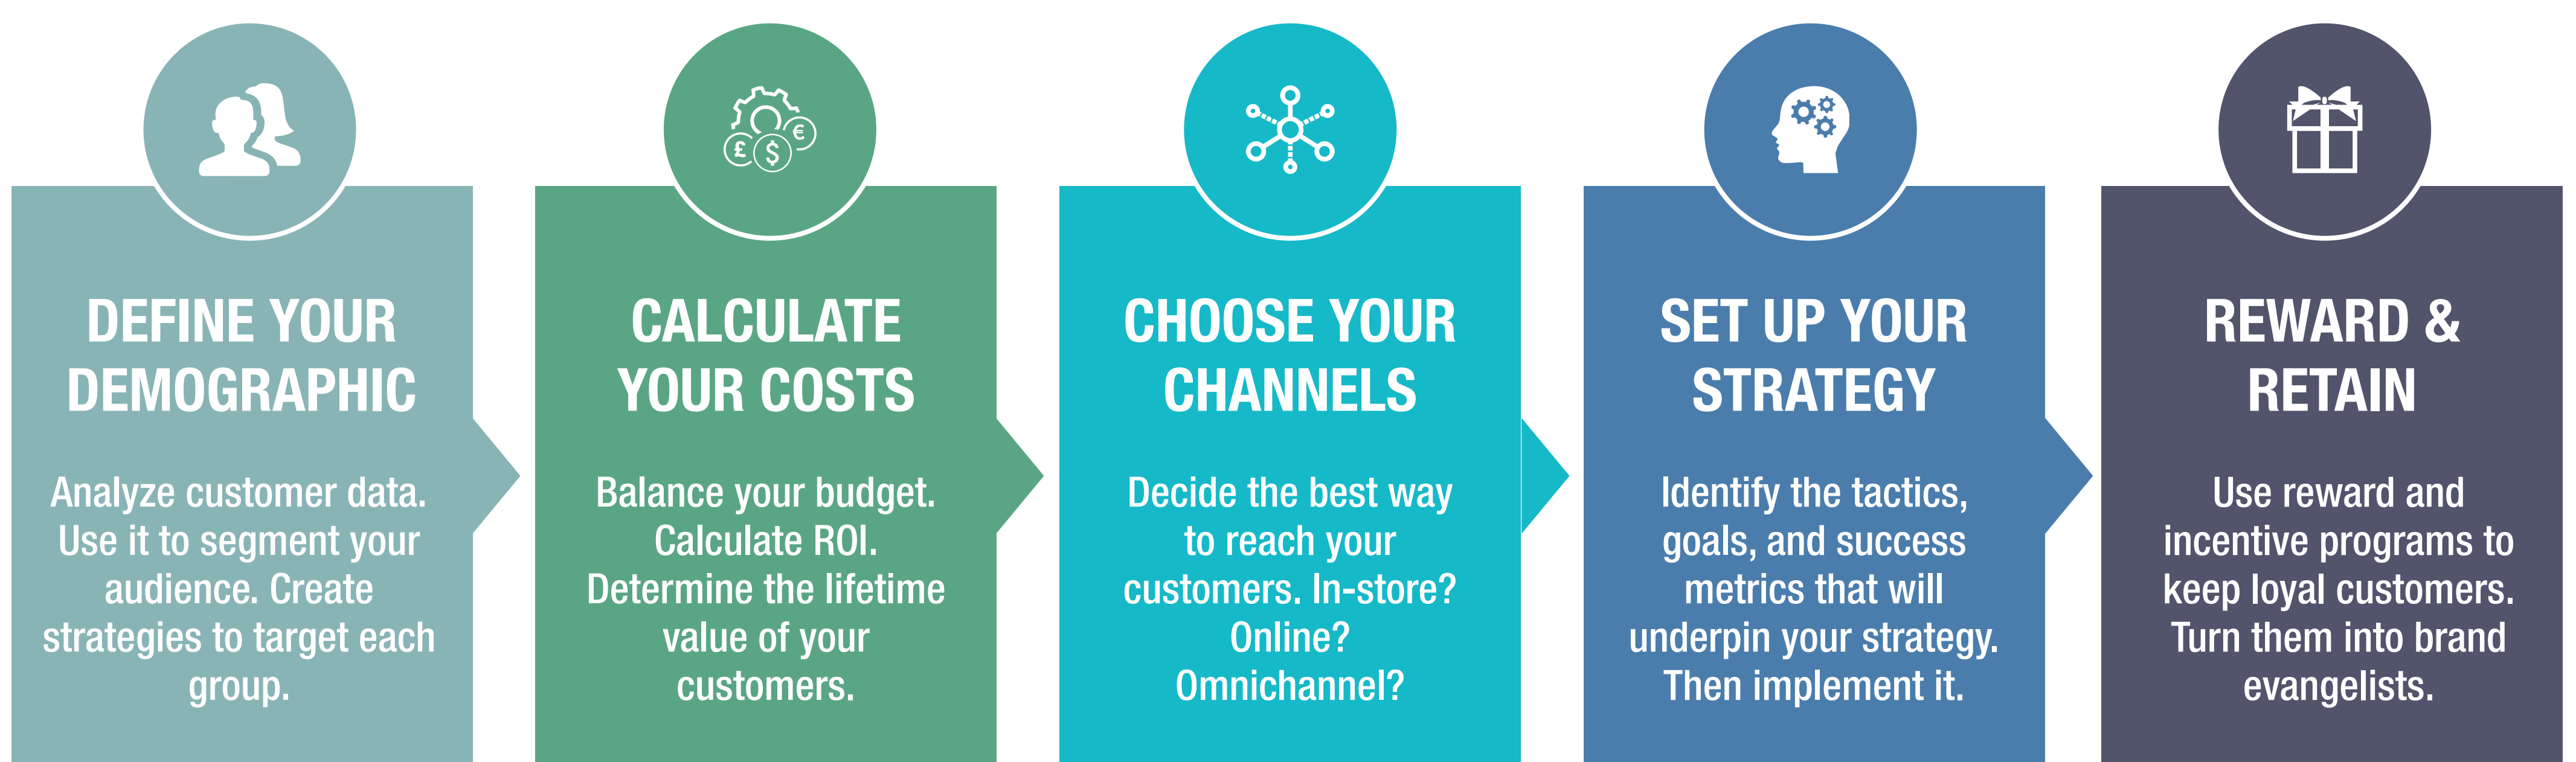 £ $ €
DEFINE YOUR
DEMOGRAPHIC
Analyze customer data.
Use it to segment your
audience. Create
strategies to target each
group.
CALCULATE
YOUR COSTS
Balance your budget.
Calculate ROI.
Determine the lifetime
value of your
customers.
CHOOSE YOUR
CHANNELS
Decide the best way
to reach your
customers. In-store?
Online?
Omnichannel?
SET UP YOUR
STRATEGY
Identify the tactics,
goals, and success
metrics that will
underpin your strategy.
Then implement it.
REWARD &
RETAIN
Use reward and
incentive programs to
keep loyal customers.
Turn them into brand
evangelists.